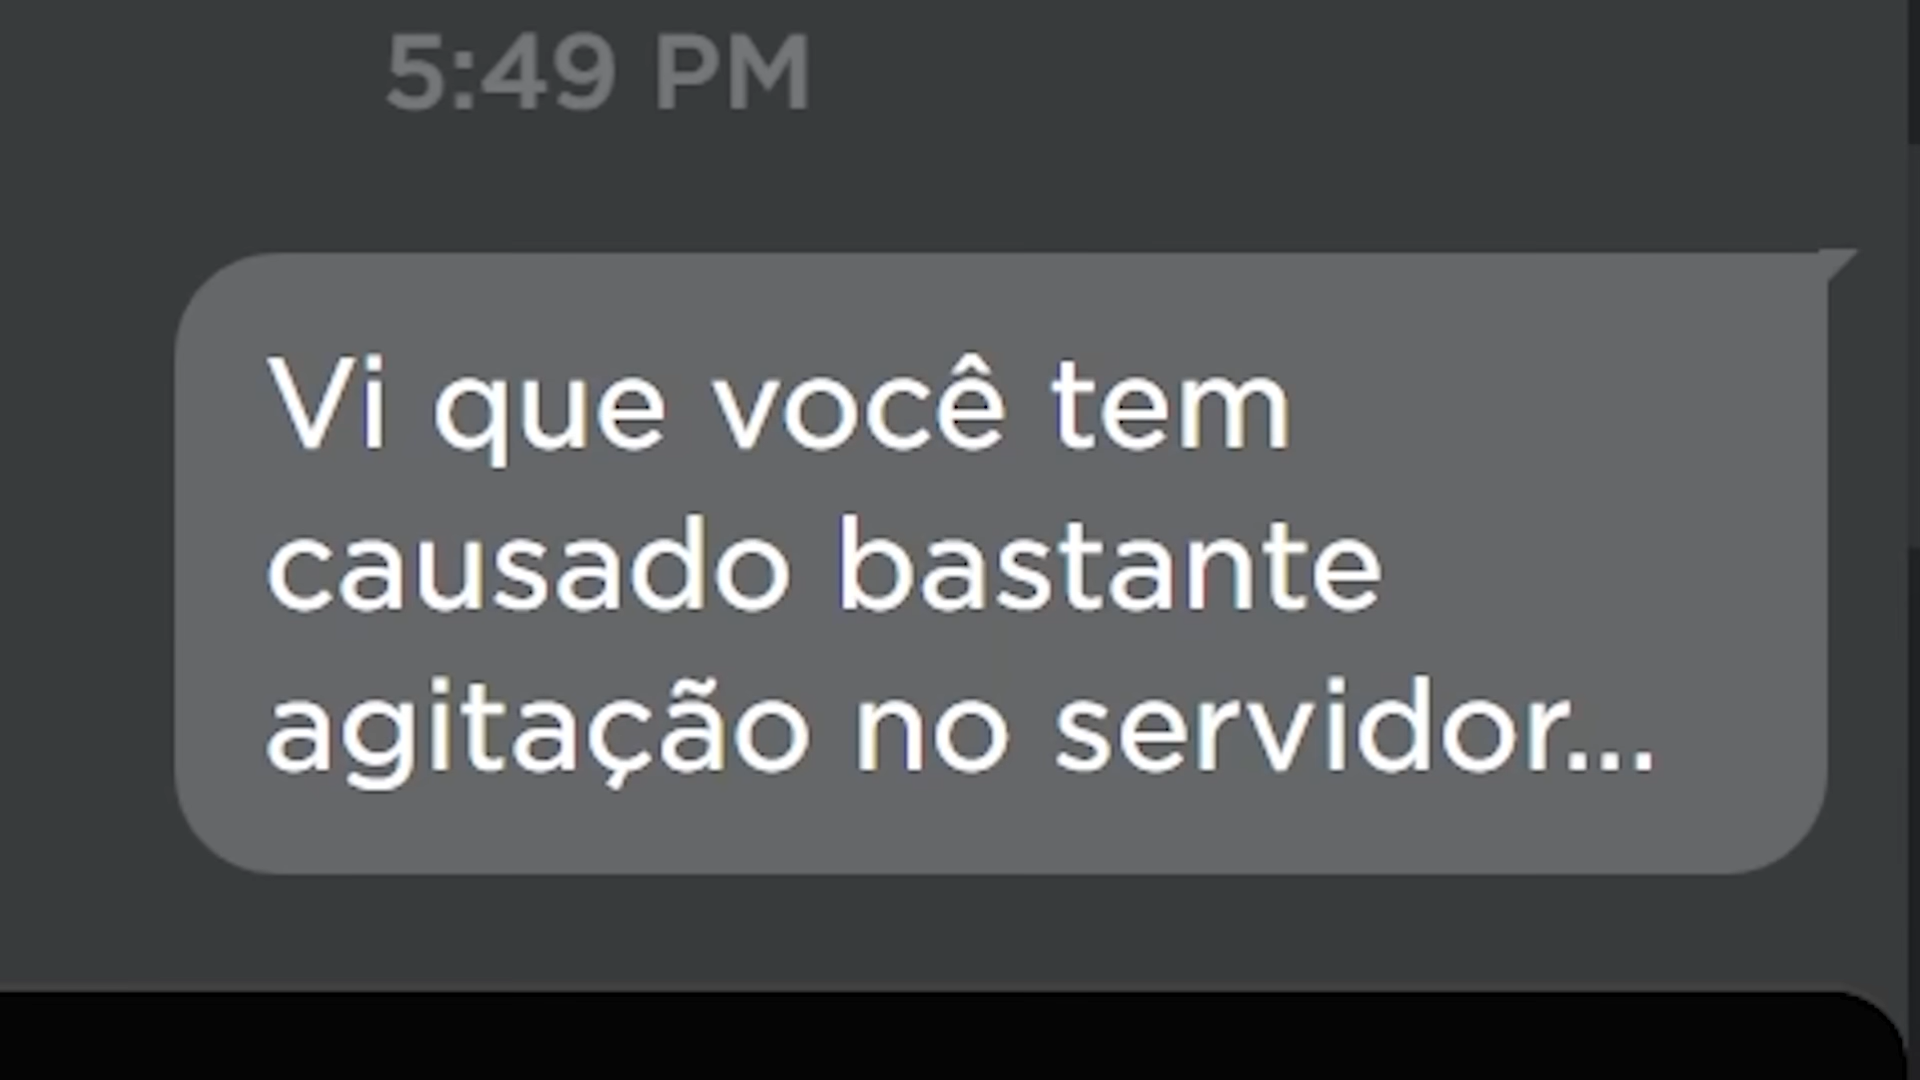 5:49 PM
Vi que você tem
causado bastante
agitação no servidor...